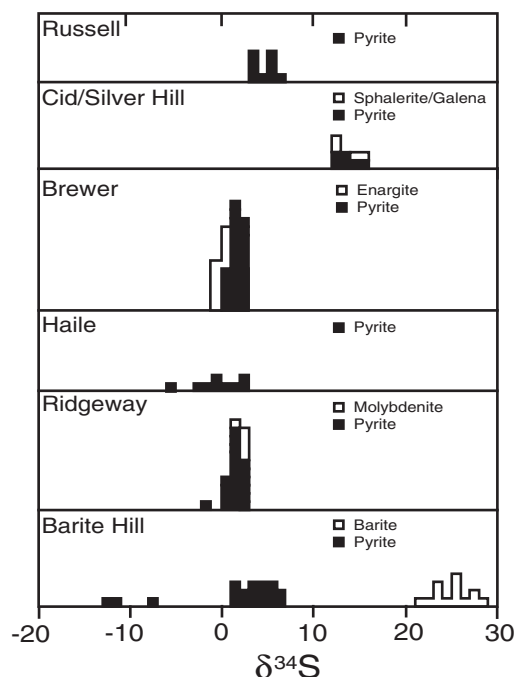 Russell
Pyrite
Cid/Silver Hill
Sphalerite/Galena
Pyrite
Brewer
Enargite
Pyrite
Haile
Pyrite
Ridgeway
Molybdenite
Pyrite
Barite Hill
Barite
Pyrite
-20 -10 0 10 20 30
δ³⁴S